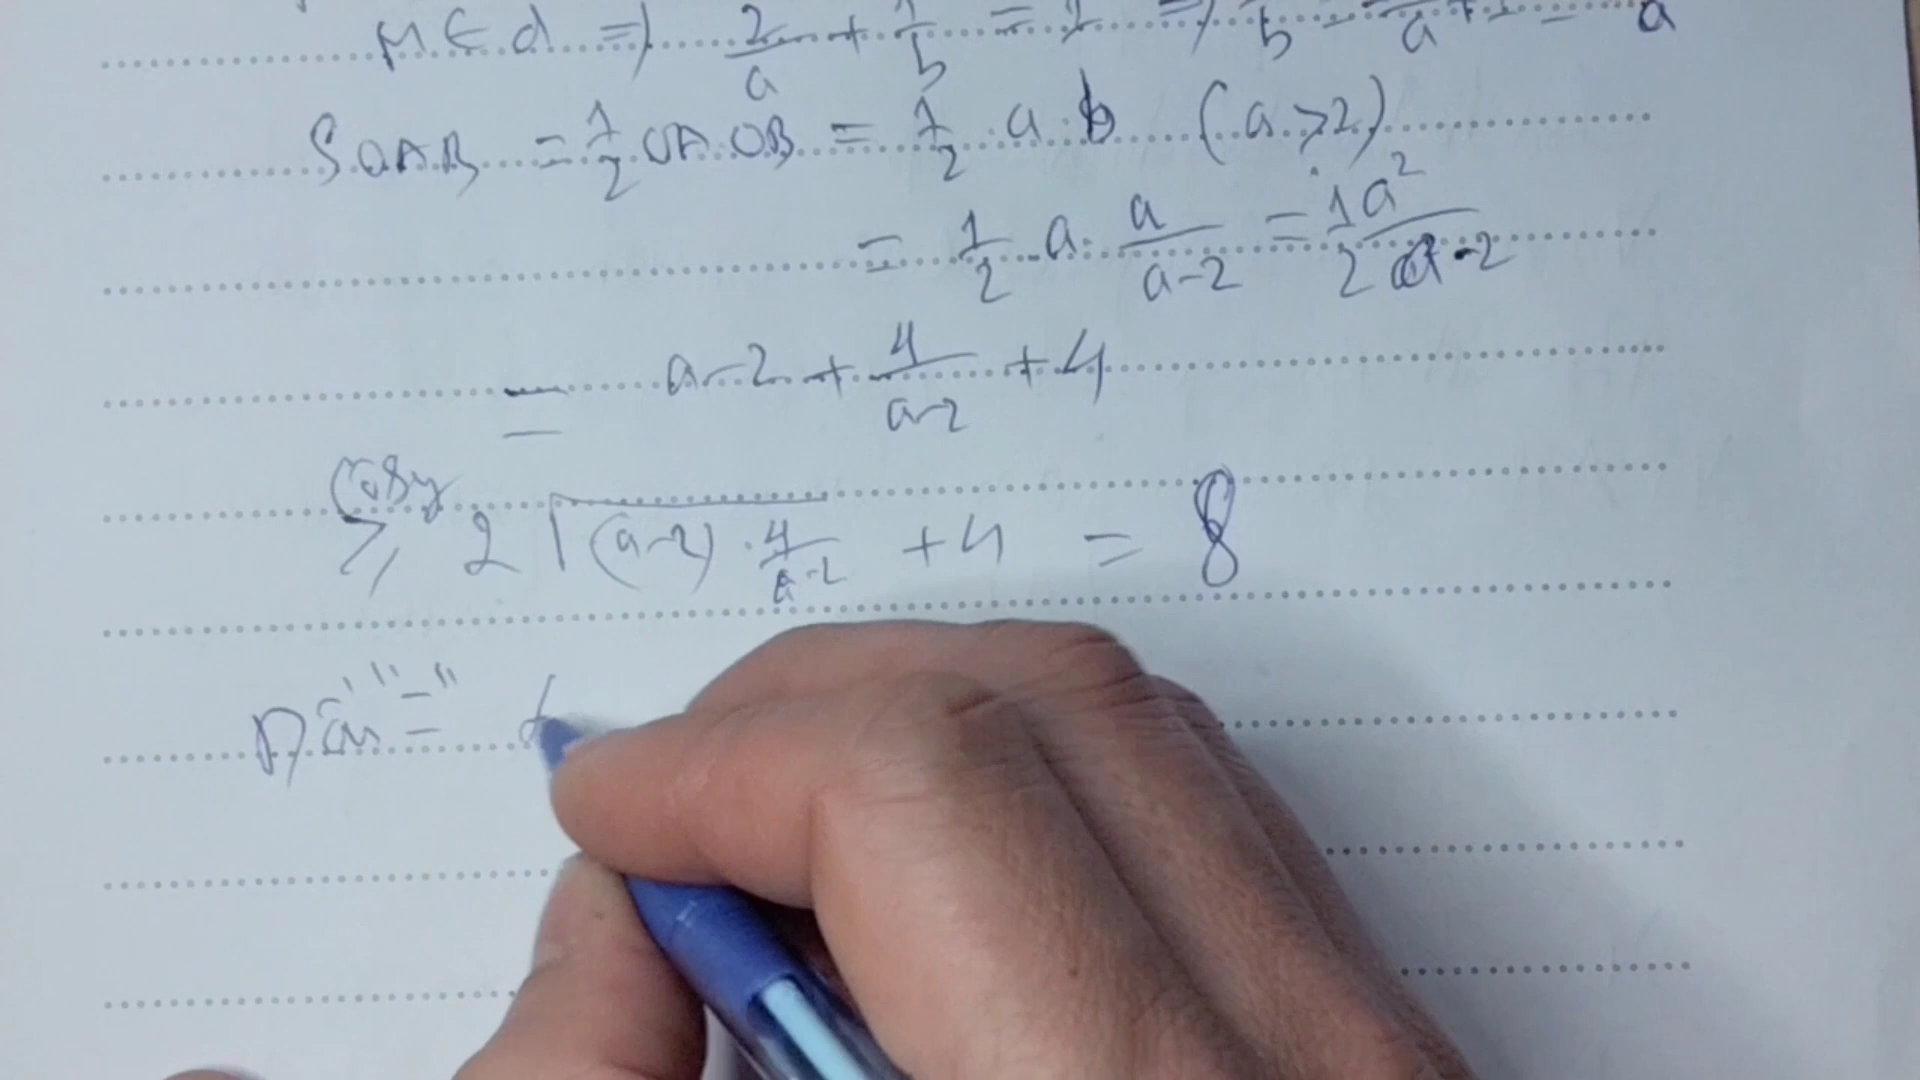 M ∈ d ⇒ 2/a + 1/b = 1 ⇒
S OAB = 1/2 OA.OB = 1/2 . a . b (a > 2)
= 1/2 . a . a/(a-2) = 1/2 a²/(a-2)
= a-2 + 4/(a-2) + 4
Cosy
≥ 2 √((a-2) . 4/(a-2)) + 4 = 8
Dấu "="